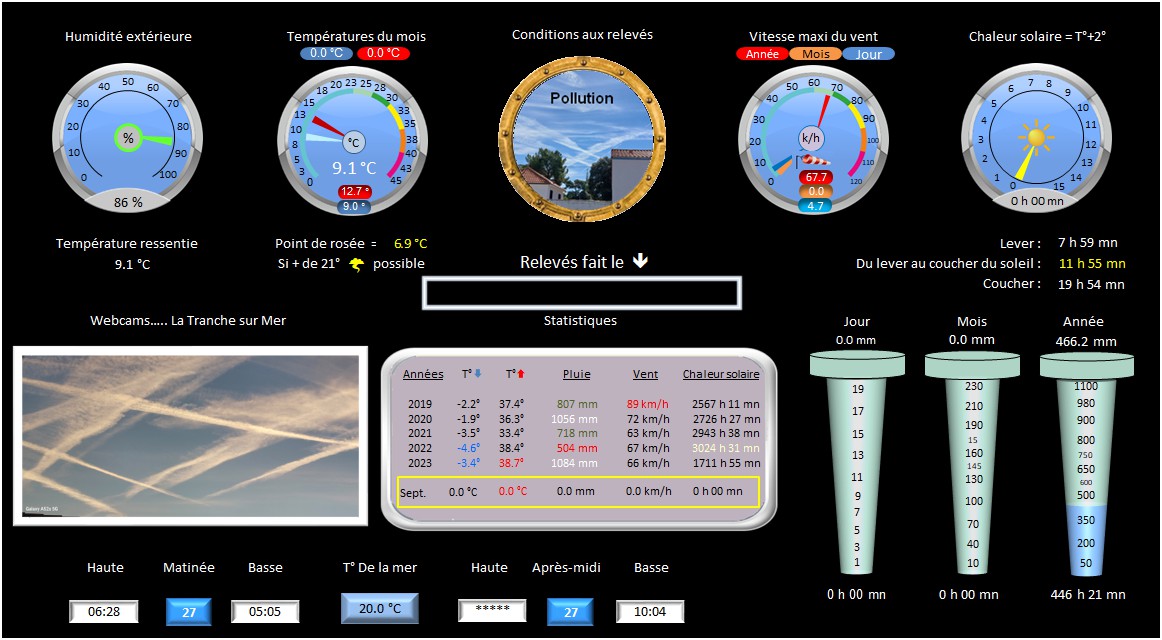 Humidité extérieure
Températures du mois
0.0 °C 0.0 °C
Conditions aux relevés
Vitesse maxi du vent
Année Mois Jour
Chaleur solaire = T°+2°
0 10 20 30 40 50 60 70 80 90 100
%
86 %
0 3 5 8 10 13 15 18 20 23 25 28 30 33 35 38 40 43 45
°C
9.1 °C
12.7 °
9.0 °
Pollution
0 10 20 30 40 50 60 70 80 90 100 110 120
k/h
67.7
0.0
4.7
0 1 2 3 4 5 6 7 8 9 10 11 12 13 14 15
0 h 00 mn
Température ressentie
9.1 °C
Point de rosée = 6.9 °C
Si + de 21° possible
Relevés fait le
Lever : 7 h 59 mn
Du lever au coucher du soleil : 11 h 55 mn
Coucher : 19 h 54 mn
Webcams..... La Tranche sur Mer
Statistiques
Années T° T° Pluie Vent Chaleur solaire
2019 -2.2° 37.4° 807 mm 89 km/h 2567 h 11 mn
2020 -1.9° 36.3° 1056 mm 72 km/h 2726 h 27 mn
2021 -3.5° 33.4° 718 mm 63 km/h 2943 h 38 mn
2022 -4.6° 38.4° 504 mm 67 km/h 3024 h 31 mn
2023 -3.4° 38.7° 1084 mm 66 km/h 1711 h 55 mn
Sept. 0.0 °C 0.0 °C 0.0 mm 0.0 km/h 0 h 00 mn
Jour
0.0 mm
19
17
15
13
11
9
7
5
3
1
0 h 00 mn
Mois
0.0 mm
230
210
190
15
160
145
130
100
70
40
10
0 h 00 mn
Année
466.2 mm
1100
980
900
800
750
650
600
500
350
200
50
446 h 21 mn
Haute Matinée Basse
06:28 27 05:05
T° De la mer
20.0 °C
Haute Après-midi Basse
***** 27 10:04